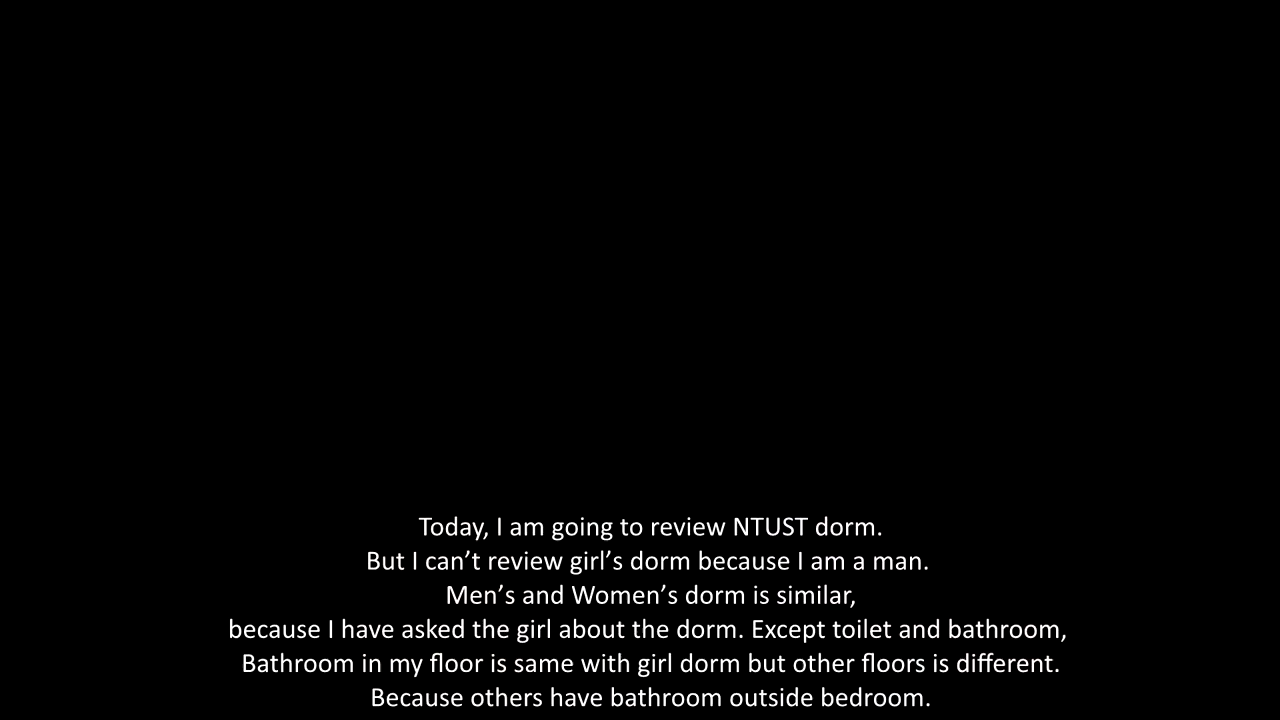 Today, I am going to review NTUST dorm.
But I can’t review girl’s dorm because I am a man.
Men’s and Women’s dorm is similar,
because I have asked the girl about the dorm. Except toilet and bathroom,
Bathroom in my floor is same with girl dorm but other floors is different.
Because others have bathroom outside bedroom.